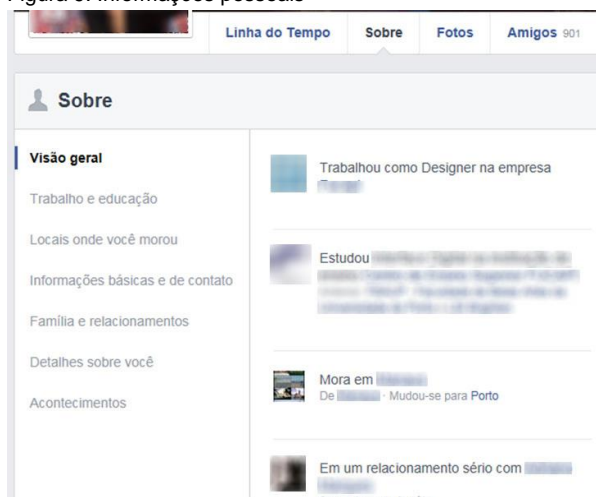 Figura 6. Informações pessoais
Linha do Tempo Sobre Fotos Amigos 901
Sobre
Visão geral
Trabalho e educação
Locais onde você morou
Informações básicas e de contato
Família e relacionamentos
Detalhes sobre você
Acontecimentos
Trabalhou como Designer na empresa
Estudou
Mora em
De · Mudou-se para Porto
Em um relacionamento sério com